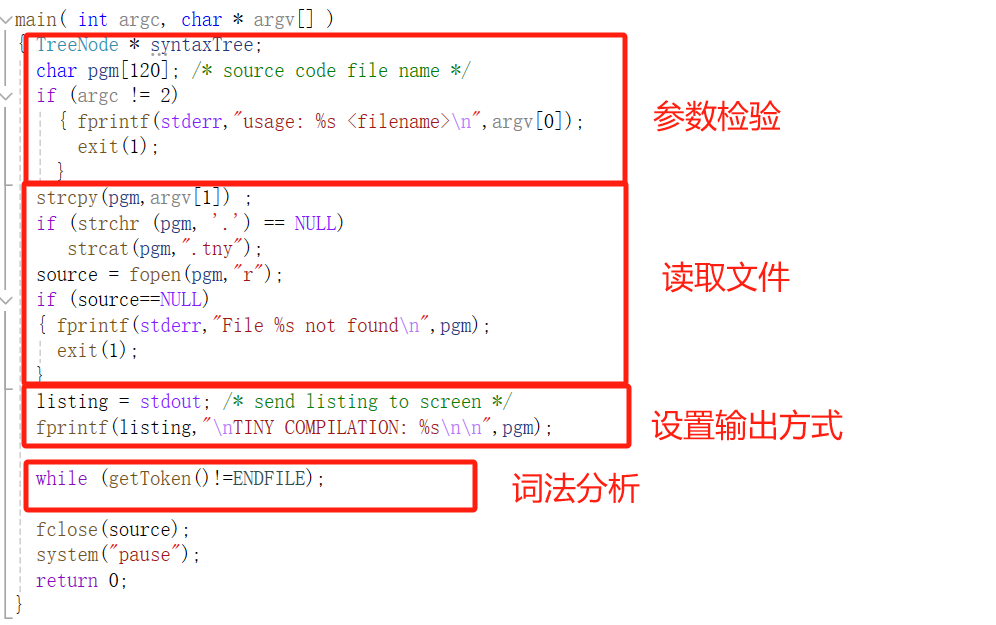 main( int argc, char * argv[] )
{ TreeNode * syntaxTree;
char pgm[120]; /* source code file name */
if (argc != 2)
{ fprintf(stderr,"usage: %s <filename>\n",argv[0]);
exit(1);
}
参数检验
strcpy(pgm,argv[1]) ;
if (strchr (pgm, '.') == NULL)
strcat(pgm,".tny");
source = fopen(pgm,"r");
if (source==NULL)
{ fprintf(stderr,"File %s not found\n",pgm);
exit(1);
}
读取文件
listing = stdout; /* send listing to screen */
fprintf(listing,"\nTINY COMPILATION: %s\n\n",pgm);
设置输出方式
while (getToken()!=ENDFILE);
词法分析
fclose(source);
system("pause");
return 0;
}